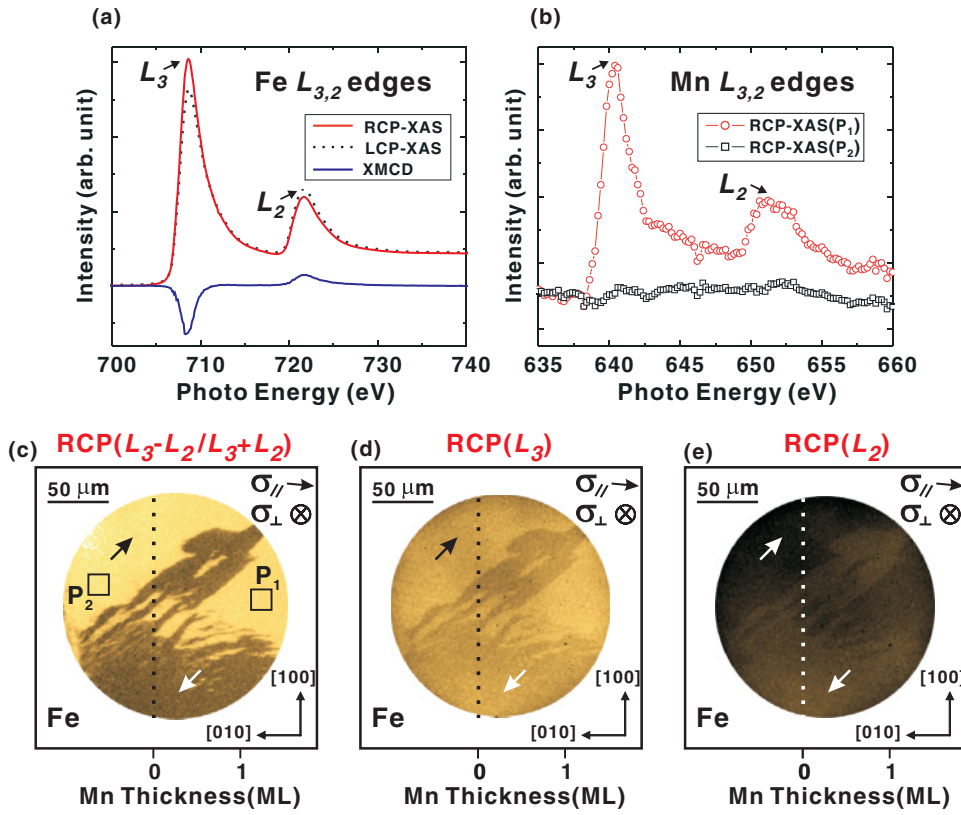 (a)
Intensity (arb. unit)
L3
Fe L3,2 edges
RCP-XAS
LCP-XAS
XMCD
L2
700 710 720 730 740
Photo Energy (eV)
(b)
Intensity (arb. unit)
L3
Mn L3,2 edges
RCP-XAS(P1)
RCP-XAS(P2)
L2
635 640 645 650 655 660
Photo Energy (eV)
(c)
RCP(L3-L2/L3+L2)
50 μm
σ//
σ⊥
P2
P1
[100]
[010]
Fe
0 1
Mn Thickness(ML)
(d)
RCP(L3)
50 μm
σ//
σ⊥
[100]
[010]
Fe
0 1
Mn Thickness(ML)
(e)
RCP(L2)
50 μm
σ//
σ⊥
[100]
[010]
Fe
0 1
Mn Thickness(ML)